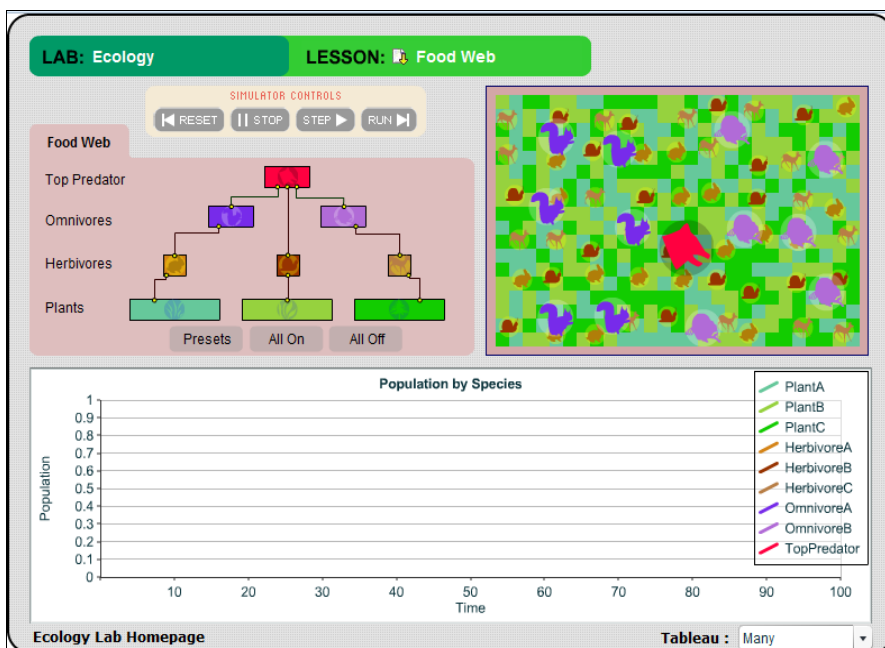 LAB: Ecology
LESSON: Food Web
SIMULATOR CONTROLS
RESET STOP STEP RUN
Food Web
Top Predator
Omnivores
Herbivores
Plants
Presets All On All Off
Population by Species
Population
1
0.9
0.8
0.7
0.6
0.5
0.4
0.3
0.2
0.1
0
10 20 30 40 50 60 70 80 90 100
Time
PlantA
PlantB
PlantC
HerbivoreA
HerbivoreB
HerbivoreC
OmnivoreA
OmnivoreB
TopPredator
Ecology Lab Homepage
Tableau : Many